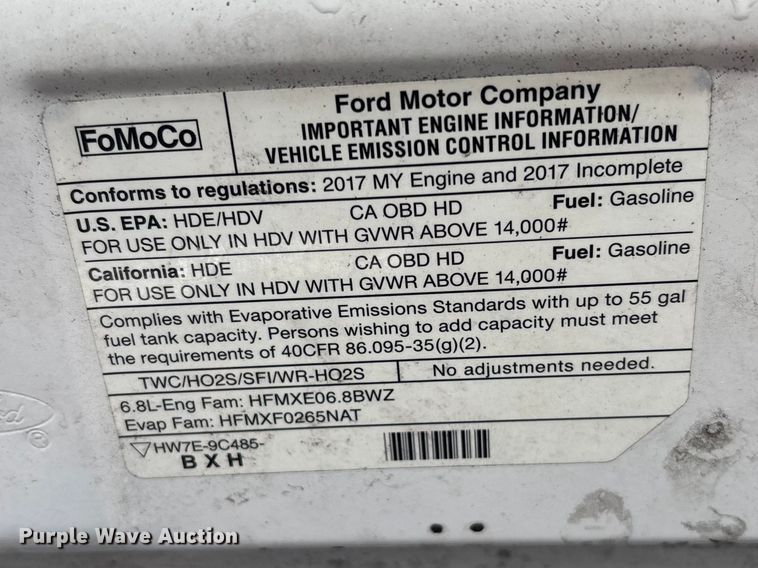 FoMoCo
Ford Motor Company
IMPORTANT ENGINE INFORMATION/
VEHICLE EMISSION CONTROL INFORMATION
Conforms to regulations: 2017 MY Engine and 2017 Incomplete
U.S. EPA: HDE/HDV CA OBD HD Fuel: Gasoline
FOR USE ONLY IN HDV WITH GVWR ABOVE 14,000#
California: HDE CA OBD HD Fuel: Gasoline
FOR USE ONLY IN HDV WITH GVWR ABOVE 14,000#
Complies with Evaporative Emissions Standards with up to 55 gal
fuel tank capacity. Persons wishing to add capacity must meet
the requirements of 40CFR 86.095-35(g)(2).
TWC/HO2S/SFI/WR-HO2S No adjustments needed.
6.8L-Eng Fam: HFMXE06.8BWZ
Evap Fam: HFMXF0265NAT
HW7E-9C485-
B X H
Ford ®
Purple Wave Auction